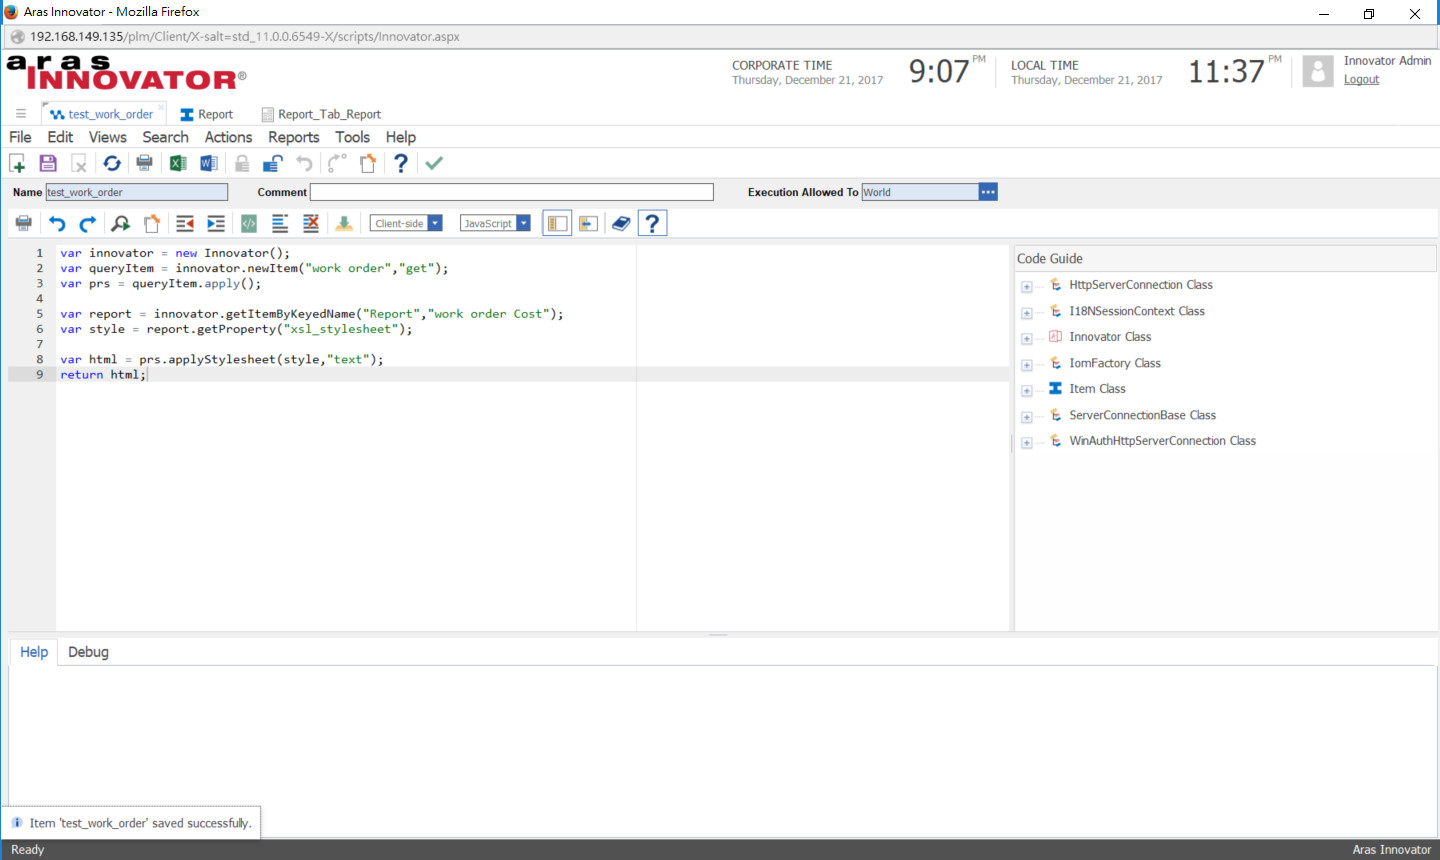 Aras Innovator - Mozilla Firefox
192.168.149.135/plm/Client/X-salt=std_11.0.0.6549-X/scripts/Innovator.aspx
aras
INNOVATOR®
CORPORATE TIME
Thursday, December 21, 2017
9:07 PM
LOCAL TIME
Thursday, December 21, 2017
11:37 PM
Innovator Admin
Logout
test_work_order Report Report_Tab_Report
File Edit Views Search Actions Reports Tools Help
Name test_work_order Comment Execution Allowed To World ...
Client-side JavaScript
1 var innovator = new Innovator();
2 var queryItem = innovator.newItem("work order","get");
3 var prs = queryItem.apply();
4
5 var report = innovator.getItemByKeyedName("Report","work order Cost");
6 var style = report.getProperty("xsl_stylesheet");
7
8 var html = prs.applyStylesheet(style,"text");
9 return html;
Code Guide
HttpServerConnection Class
I18NSessionContext Class
Innovator Class
IomFactory Class
Item Class
ServerConnectionBase Class
WinAuthHttpServerConnection Class
Help Debug
Item 'test_work_order' saved successfully.
Ready Aras Innovator